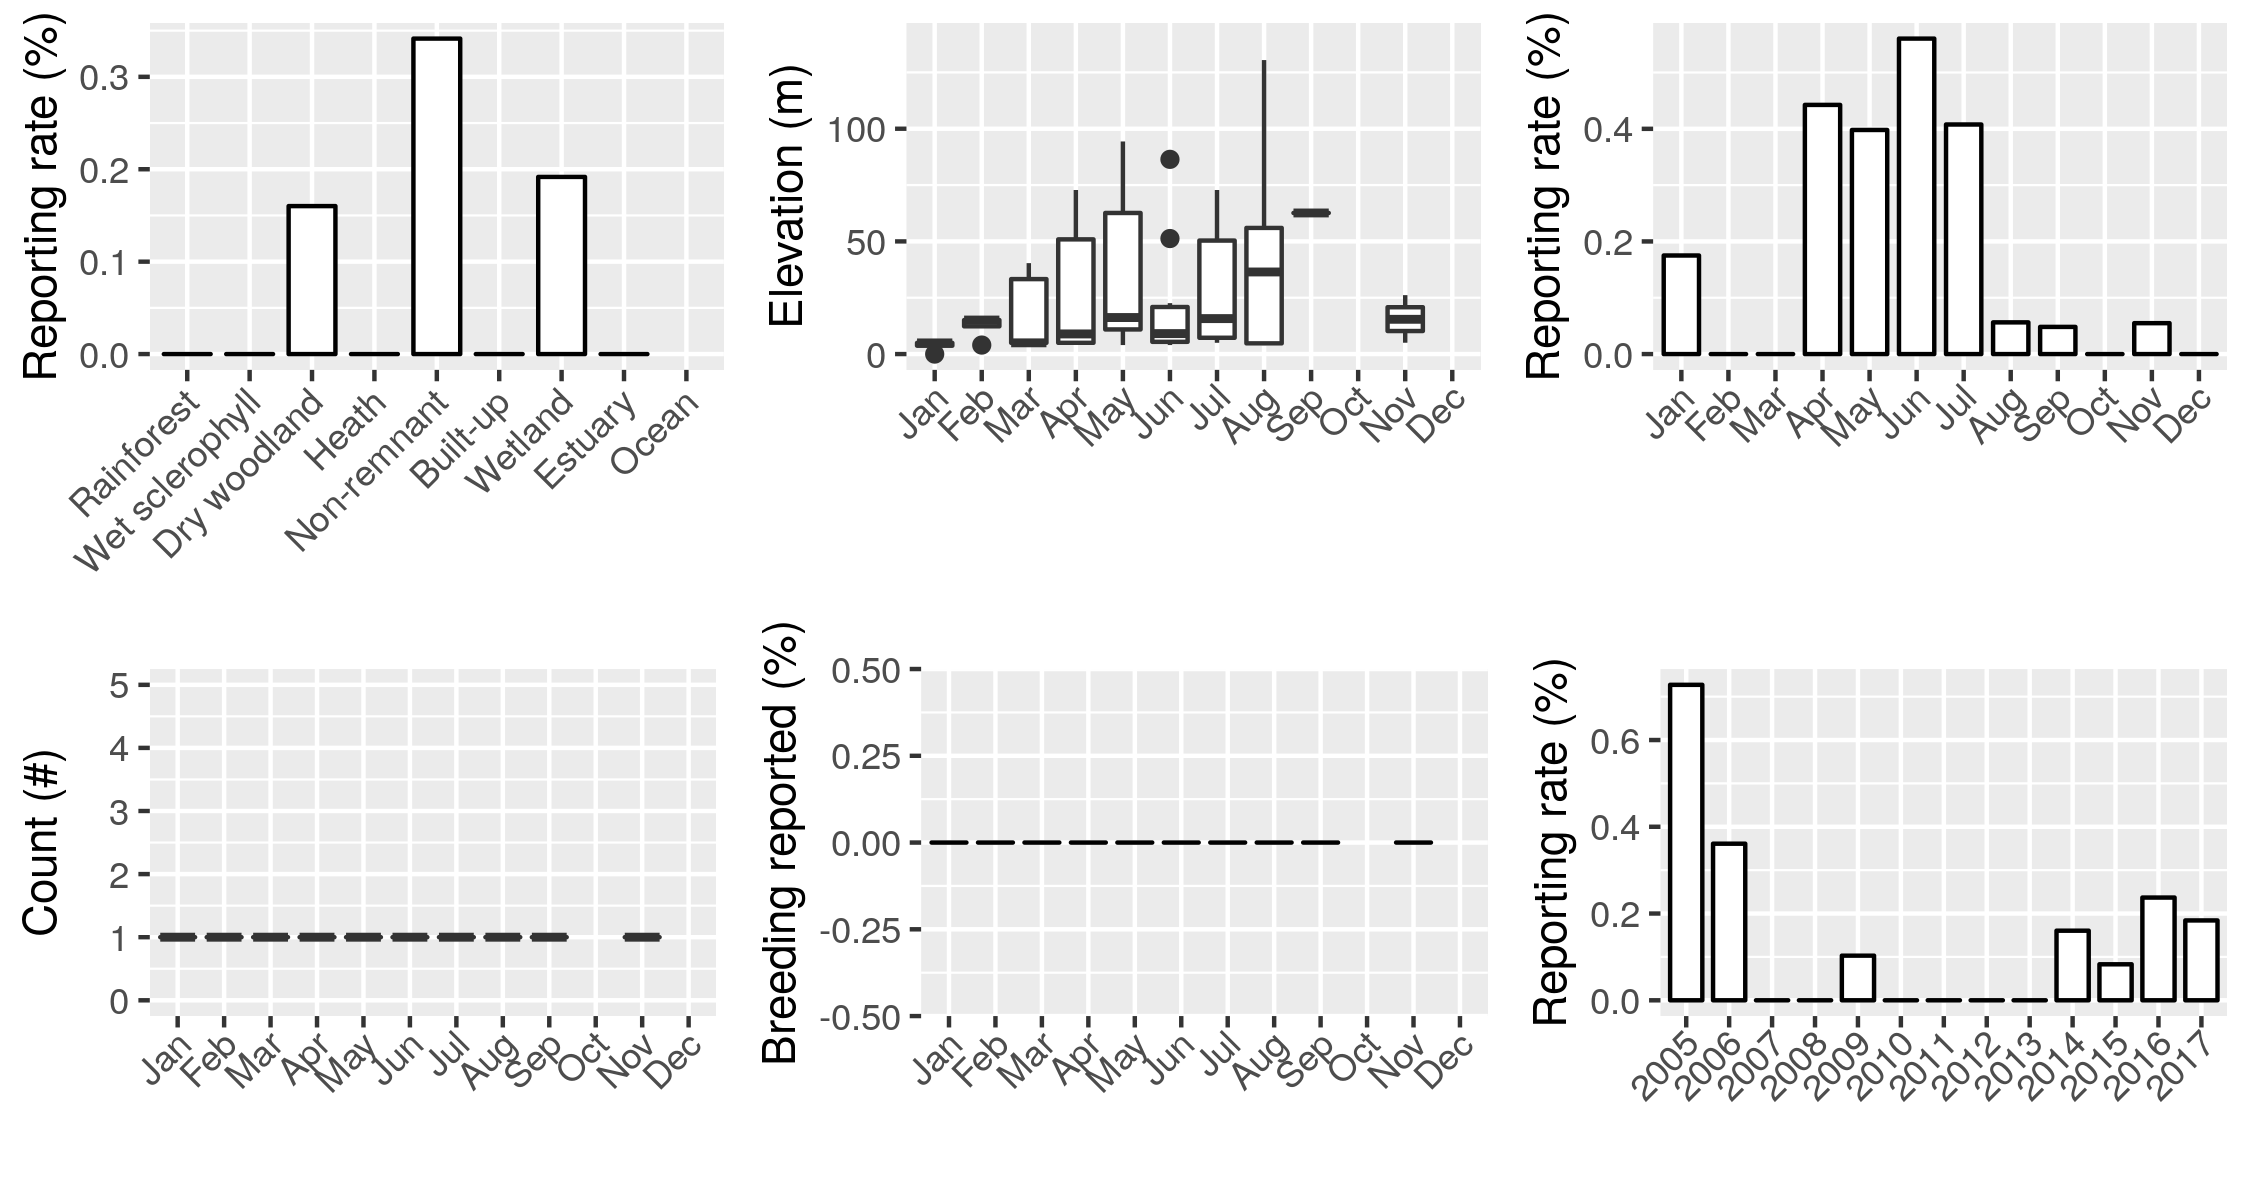 Reporting rate (%)
0.3
0.2
0.1
0.0
Rainforest
Wet sclerophyll
Dry woodland
Heath
Non-remnant
Built-up
Wetland
Estuary
Ocean
Elevation (m)
100
50
0
Jan Feb Mar Apr May Jun Jul Aug Sep Oct Nov Dec
Reporting rate (%)
0.4
0.2
0.0
Jan Feb Mar Apr May Jun Jul Aug Sep Oct Nov Dec
Count (#)
5
4
3
2
1
0
Jan Feb Mar Apr May Jun Jul Aug Sep Oct Nov Dec
Breeding reported (%)
0.50
0.25
0.00
-0.25
-0.50
Jan Feb Mar Apr May Jun Jul Aug Sep Oct Nov Dec
Reporting rate (%)
0.6
0.4
0.2
0.0
2005 2006 2007 2008 2009 2010 2011 2012 2013 2014 2015 2016 2017